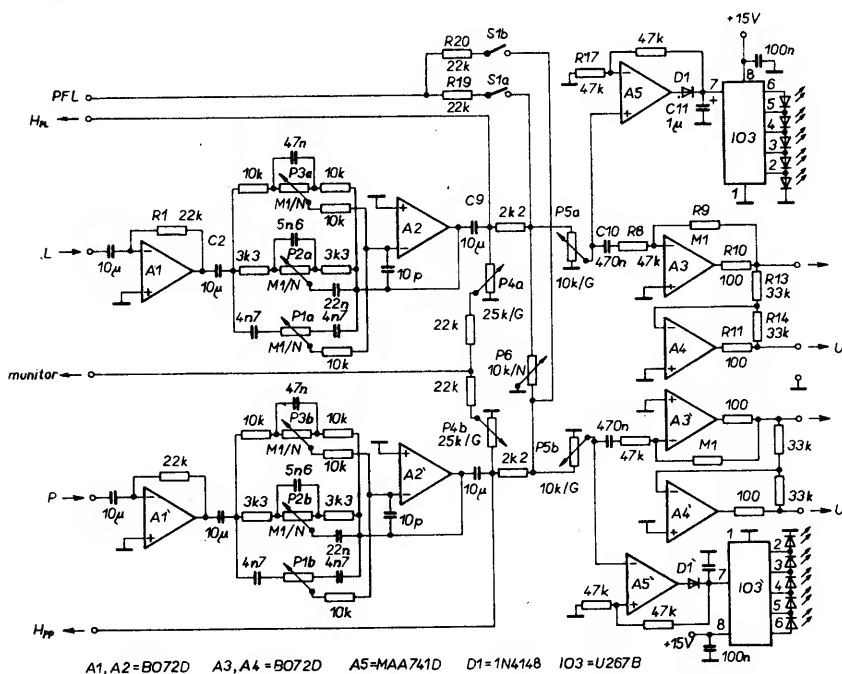 +15V
100n
S1b
R20
22k
S1a
R19
22k
PFL
HPL
R17
47k
47k
A5
D1
7
C11
1µ
8
IO3
6
5
4
3
2
1
47n
10k
P3a
10k
M1/N
10k
5n6
R1 22k
C2
L
10µ
A1
10µ
3k3
P2a
3k3
M1/N
22n
4n7
P1a
4n7
M1/N
10k
A2
10p
C9
10µ
2k2
P5a
10k/G
P4a
25k/G
22k
C10
470n
R8
47k
R9
M1
A3
R10
100
R13
33k
R14
33k
A4
R11
100
U
munitor
22k
P6
10k/N
P4b
25k/G
47n
10k
P3b
10k
M1/N
10k
5n6
22k
P
10µ
A1'
10µ
3k3
P2b
3k3
M1/N
22n
4n7
P1b
4n7
M1/N
10k
A2'
10p
10µ
2k2
P5b
10k/G
470n
47k
A3'
100
M1
33k
33k
A4'
100
U
47k
A5'
47k
D1'
7
8
+15V
100n
IO3'
1
2
3
4
5
6
HPP
A1, A2=B072D A3, A4=B072D A5=MAA741D D1=1N4148 IO3=U267B